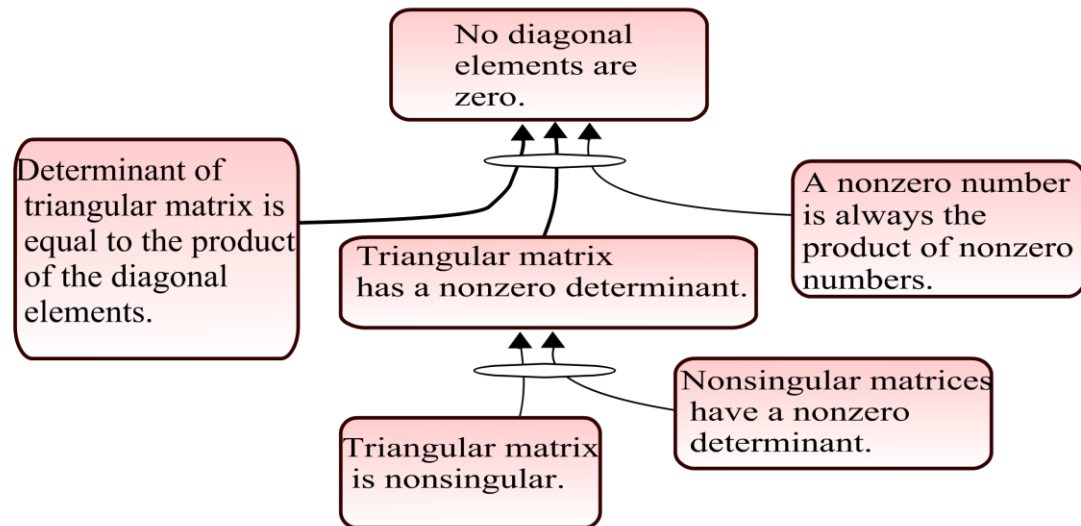 No diagonal
elements are
zero.
Determinant of
triangular matrix is
equal to the product
of the diagonal
elements.
A nonzero number
is always the
product of nonzero
numbers.
Triangular matrix
has a nonzero determinant.
Nonsingular matrices
have a nonzero
determinant.
Triangular matrix
is nonsingular.